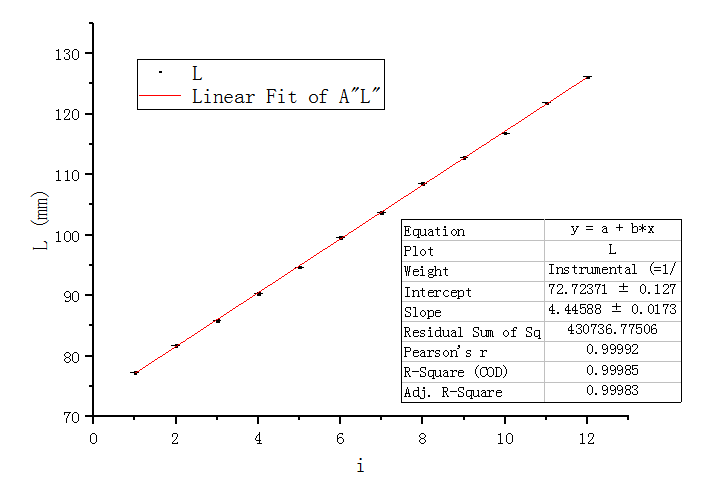 130
120
110
100
90
80
70
L (mm)
L
Linear Fit of A"L"
Equation y = a + b*x
Plot L
Weight Instrumental (=1/
Intercept 72.72371 ± 0.127
Slope 4.44588 ± 0.0173
Residual Sum of Sq 430736.77506
Pearson's r 0.99992
R-Square (COD) 0.99985
Adj. R-Square 0.99983
0 2 4 6 8 10 12
i